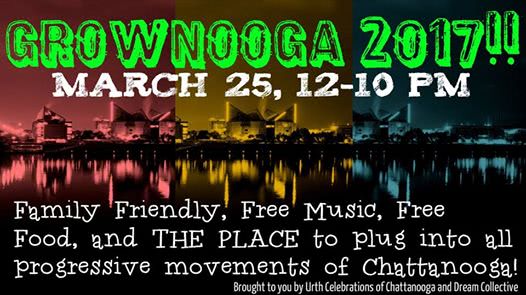 GROWNOOGA 2017!!
MARCH 25, 12-10 PM
Family Friendly, Free Music, Free
Food, and THE PLACE to plug into all
progressive movements of Chattanooga!
Brought to you by Urth Celebrations of Chattanooga and Dream Collective